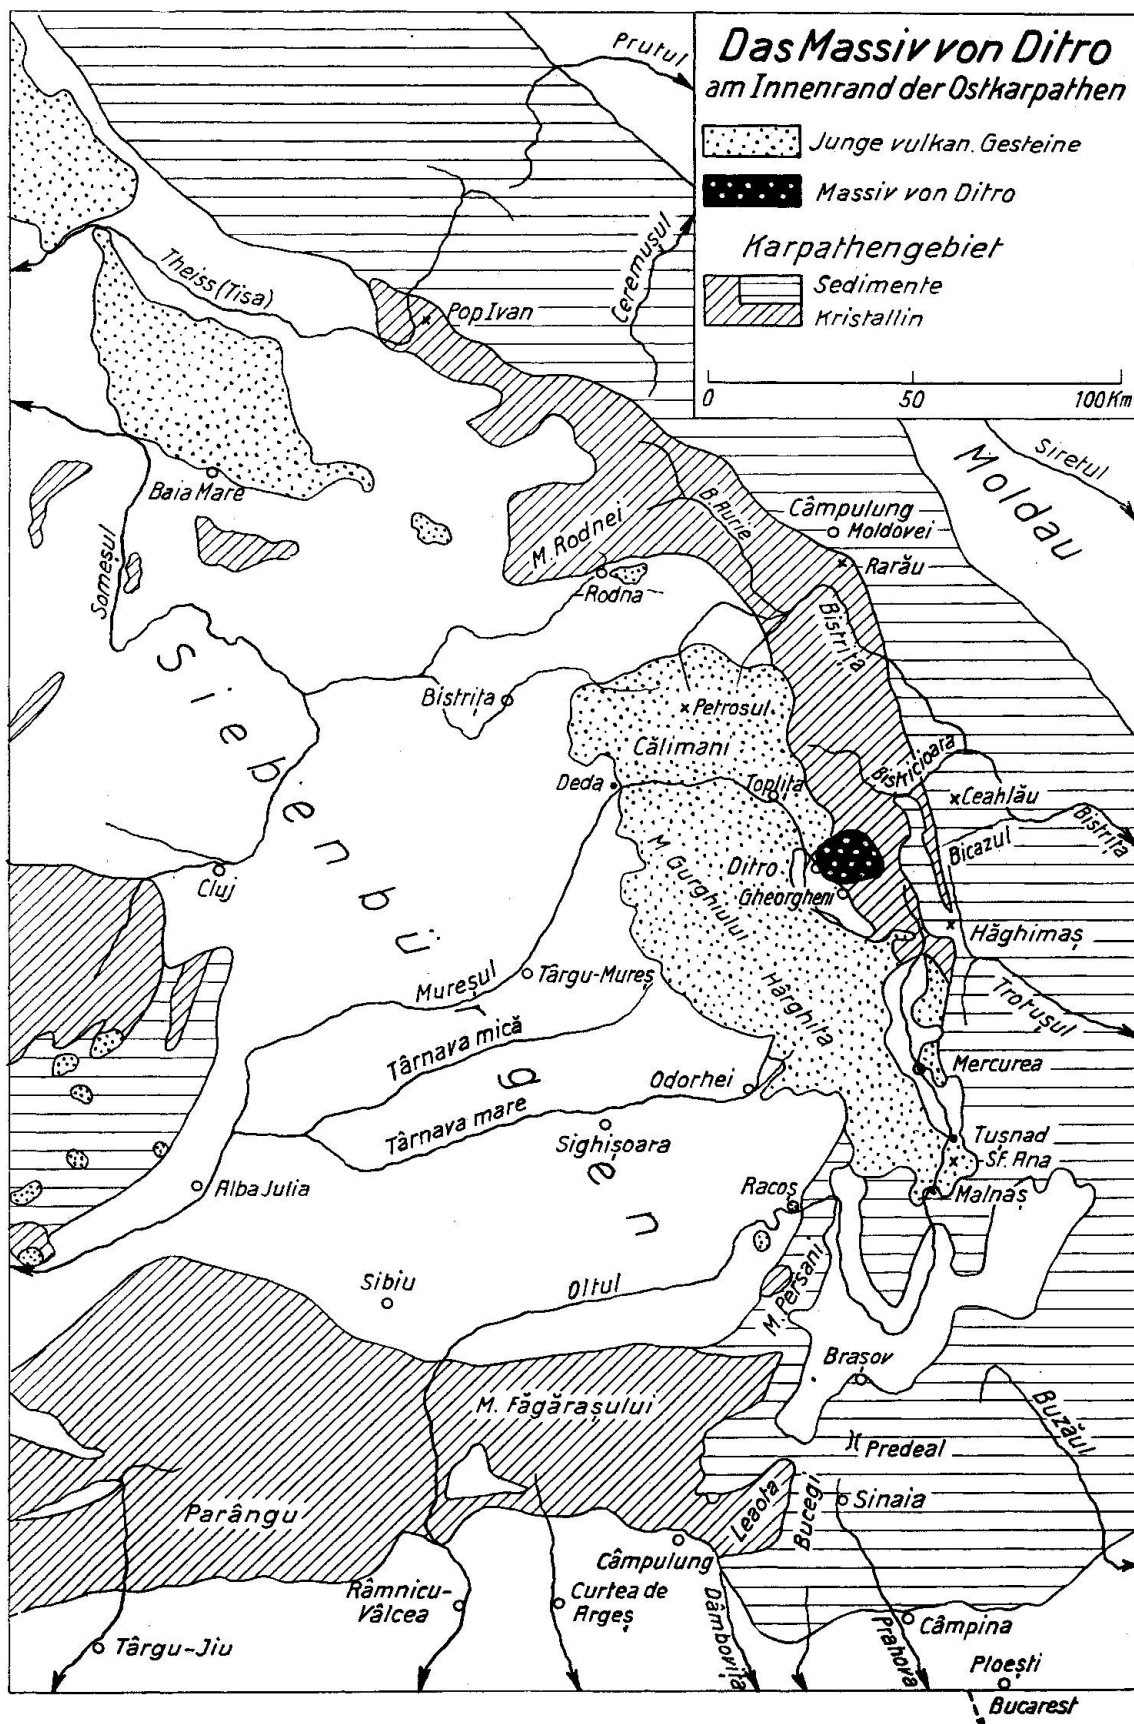 Das Massiv von Ditro
am Innenrand der Ostkarpathen
Junge vulkan. Gesteine
Massiv von Ditro
Karpathengebiet
Sedimente
Kristallin
0 50 100 Km
Prutul
Ceremușul
Theiss (Tisa)
Pop Ivan
Siretul
Moldau
Baia Mare
Someșul
M. Rodnei
B. Aurie
Câmpulung
Moldovei
Rarău
Rodna
Bistrița
Siebenbürgen
Bistrița
Petrosul
Călimani
Bistricioara
Deda
Toplița
Ceahlău
Bistrița
Bicazul
Ditro
Gheorgheni
M. Gurghiului
Cluj
Hăghimaș
Mureșul
Târgu-Mureș
Hârghita
Trotușul
Târnava mică
Mercurea
Odorhei
Târnava mare
Sighișoara
Tușnad
Sf. Ana
Alba Julia
Racoș
Malnaș
Sibiu
Oltul
M. Perșani
Brașov
M. Făgărașului
Buzăul
Predeal
Parângu
Leaota
Bucegi
Sinaia
Câmpulung
Râmnicu-
Vâlcea
Curtea de
Argeș
Dâmbovița
Prahova
Câmpina
Târgu-Jiu
Ploești
Bucarest